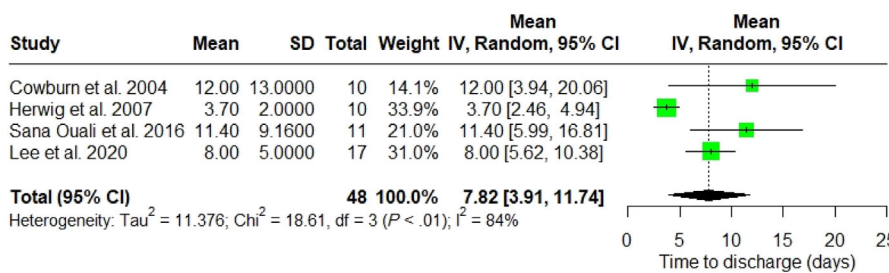 Mean Mean
Study Mean SD Total Weight IV, Random, 95% CI IV, Random, 95% CI
Cowburn et al. 2004 12.00 13.0000 10 14.1% 12.00 [3.94, 20.06]
Herwig et al. 2007 3.70 2.0000 10 33.9% 3.70 [2.46, 4.94]
Sana Ouali et al. 2016 11.40 9.1600 11 21.0% 11.40 [5.99, 16.81]
Lee et al. 2020 8.00 5.0000 17 31.0% 8.00 [5.62, 10.38]
Total (95% CI) 48 100.0% 7.82 [3.91, 11.74]
Heterogeneity: Tau² = 11.376; Chi² = 18.61, df = 3 (P < .01); I² = 84%
0 5 10 15 20 25
Time to discharge (days)